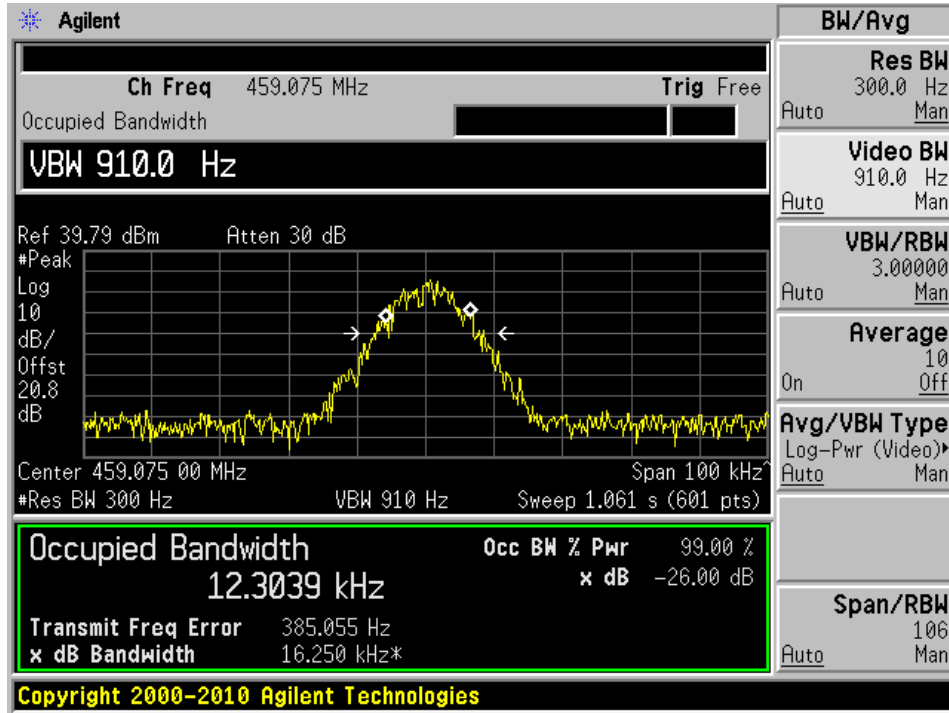 Agilent
BW/Avg
Ch Freq 459.075 MHz Trig Free
Occupied Bandwidth
VBW 910.0 Hz
Ref 39.79 dBm Atten 30 dB
#Peak
Log
10
dB/
Offst
20.8
dB
Center 459.075 00 MHz Span 100 kHz^
#Res BW 300 Hz VBW 910 Hz Sweep 1.061 s (601 pts)
Occupied Bandwidth
12.3039 kHz
Occ BW % Pwr 99.00 %
x dB -26.00 dB
Transmit Freq Error 385.055 Hz
x dB Bandwidth 16.250 kHz*
Copyright 2000-2010 Agilent Technologies
Res BW
300.0 Hz
Auto Man
Video BW
910.0 Hz
Auto Man
VBW/RBW
3.00000
Auto Man
Average
10
On Off
Avg/VBW Type
Log-Pwr (Video)▸
Auto Man
Span/RBW
106
Auto Man